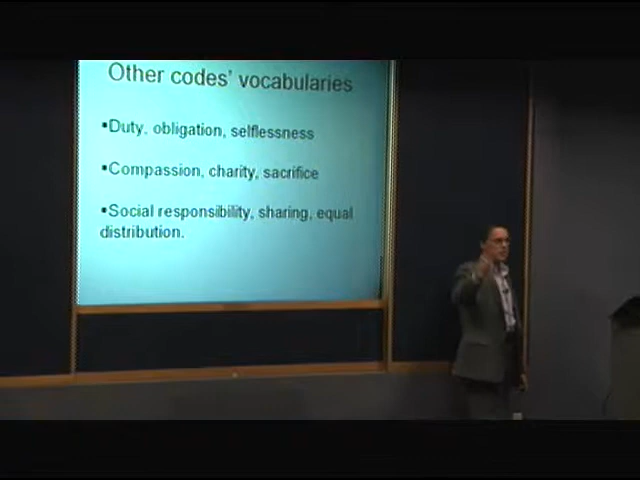 Other codes' vocabularies
•Duty, obligation, selflessness
•Compassion, charity, sacrifice
•Social responsibility, sharing, equal
distribution.